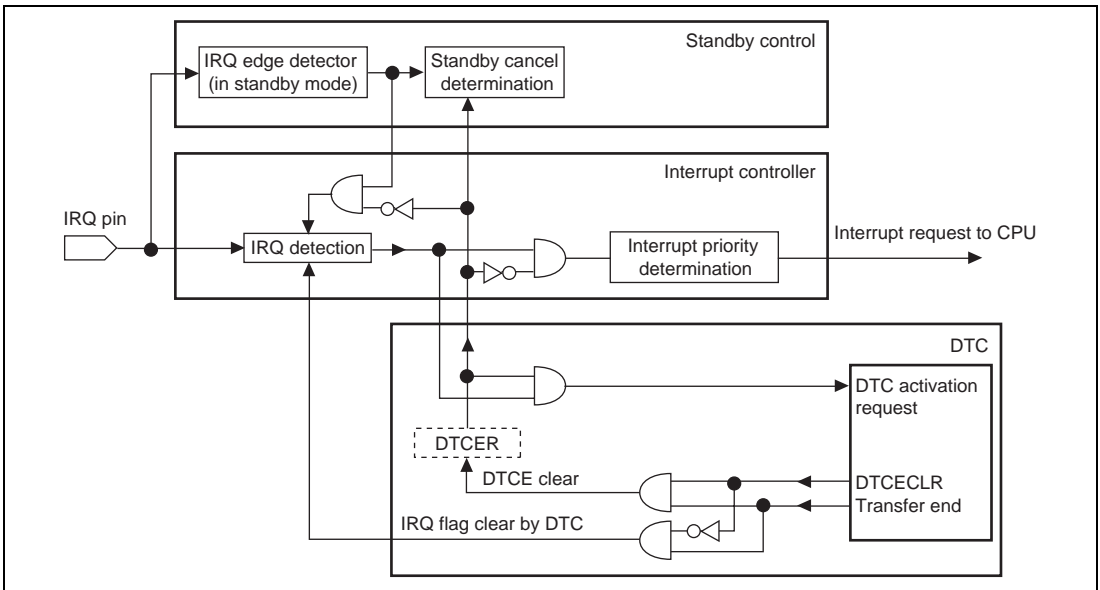 Standby control
IRQ edge detector
(in standby mode)
Standby cancel
determination
Interrupt controller
IRQ pin
IRQ detection
Interrupt priority
determination
Interrupt request to CPU
DTC
DTC activation
request
DTCER
DTCE clear
DTCECLR
Transfer end
IRQ flag clear by DTC